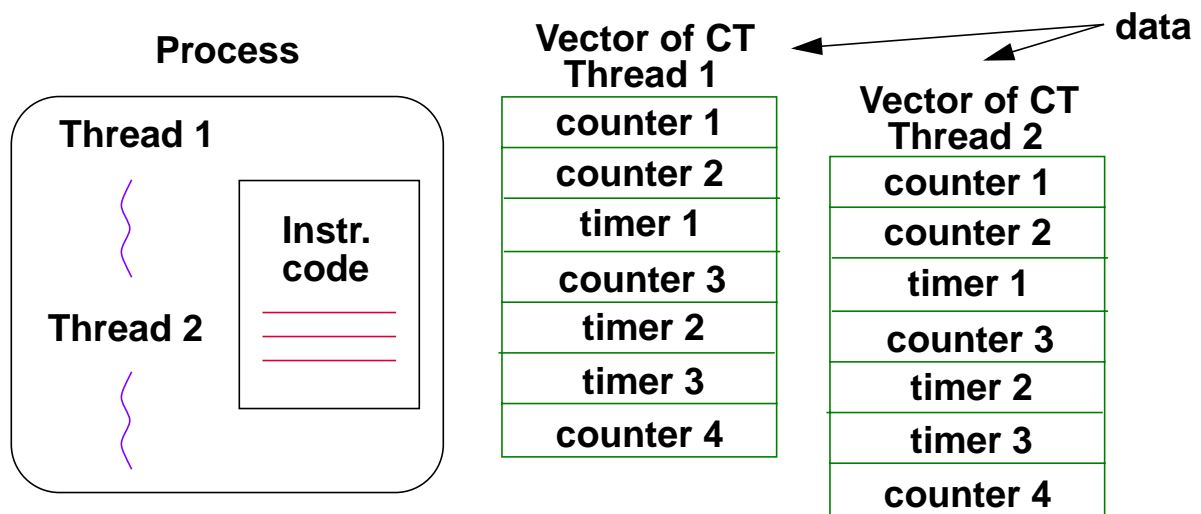 Process
Thread 1
Instr.
code
Thread 2
Vector of CT
Thread 1
counter 1
counter 2
timer 1
counter 3
timer 2
timer 3
counter 4
data
Vector of CT
Thread 2
counter 1
counter 2
timer 1
counter 3
timer 2
timer 3
counter 4